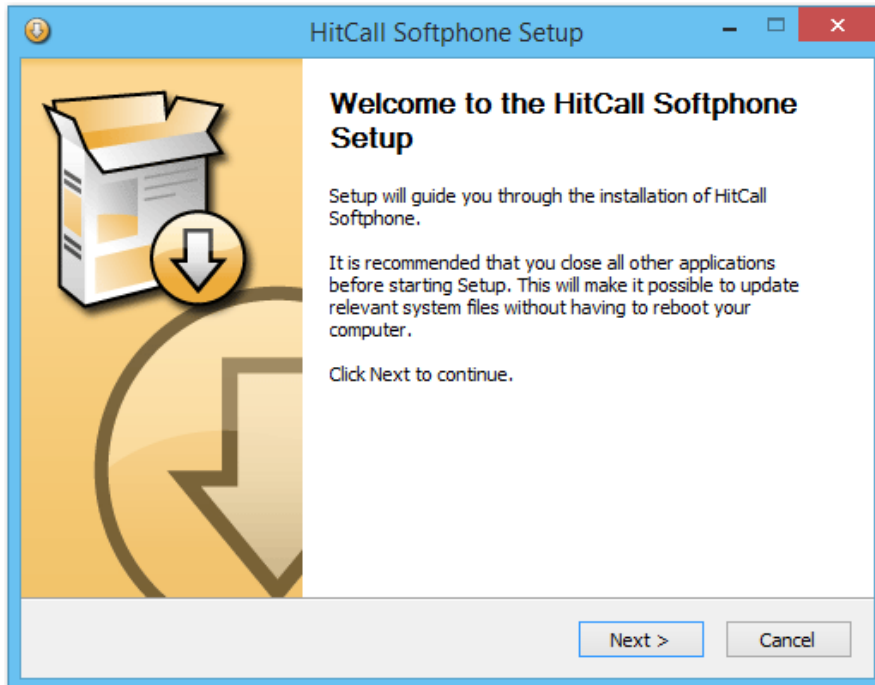 HitCall Softphone Setup
Welcome to the HitCall Softphone
Setup
Setup will guide you through the installation of HitCall
Softphone.
It is recommended that you close all other applications
before starting Setup. This will make it possible to update
relevant system files without having to reboot your
computer.
Click Next to continue.
Next >
Cancel